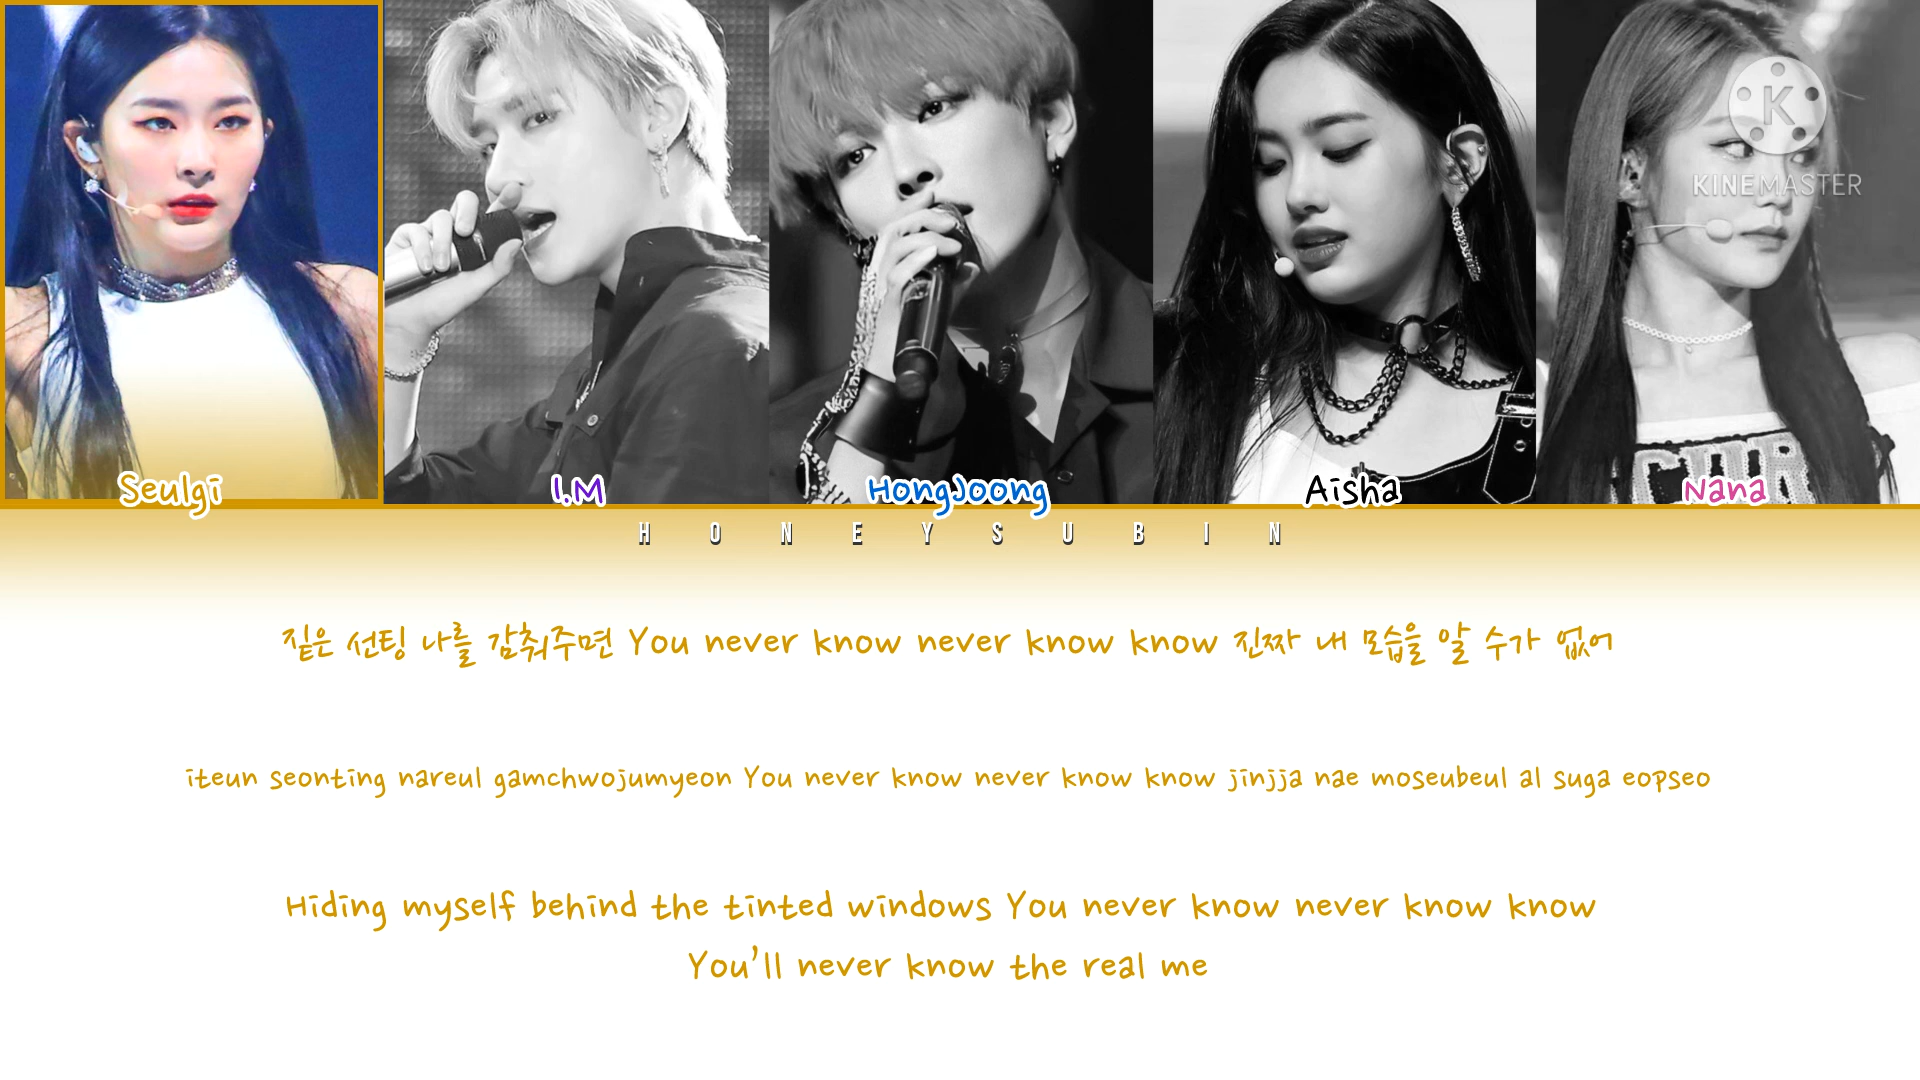 KINEMASTER
Seulgi
I.M
HongJoong
Aisha
Nana
HONEYSUBIN
짙은 선팅 나를 감춰주면 You never know never know know 진짜 내 모습을 알 수가 없어
iteun seonting nareul gamchwojumyeon You never know never know know jinjja nae moseubeul al suga eopseo
Hiding myself behind the tinted windows You never know never know know
You'll never know the real me